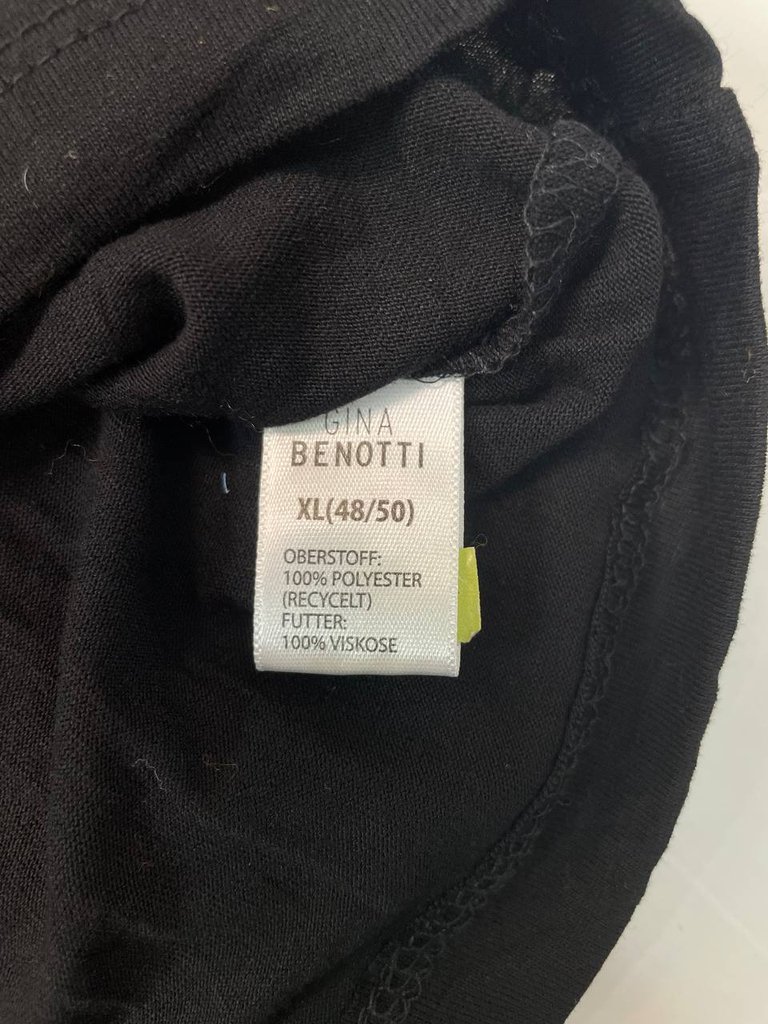 GINA
BENOTTI
XL(48/50)
OBERSTOFF:
100% POLYESTER
(RECYCELT)
FUTTER:
100% VISKOSE